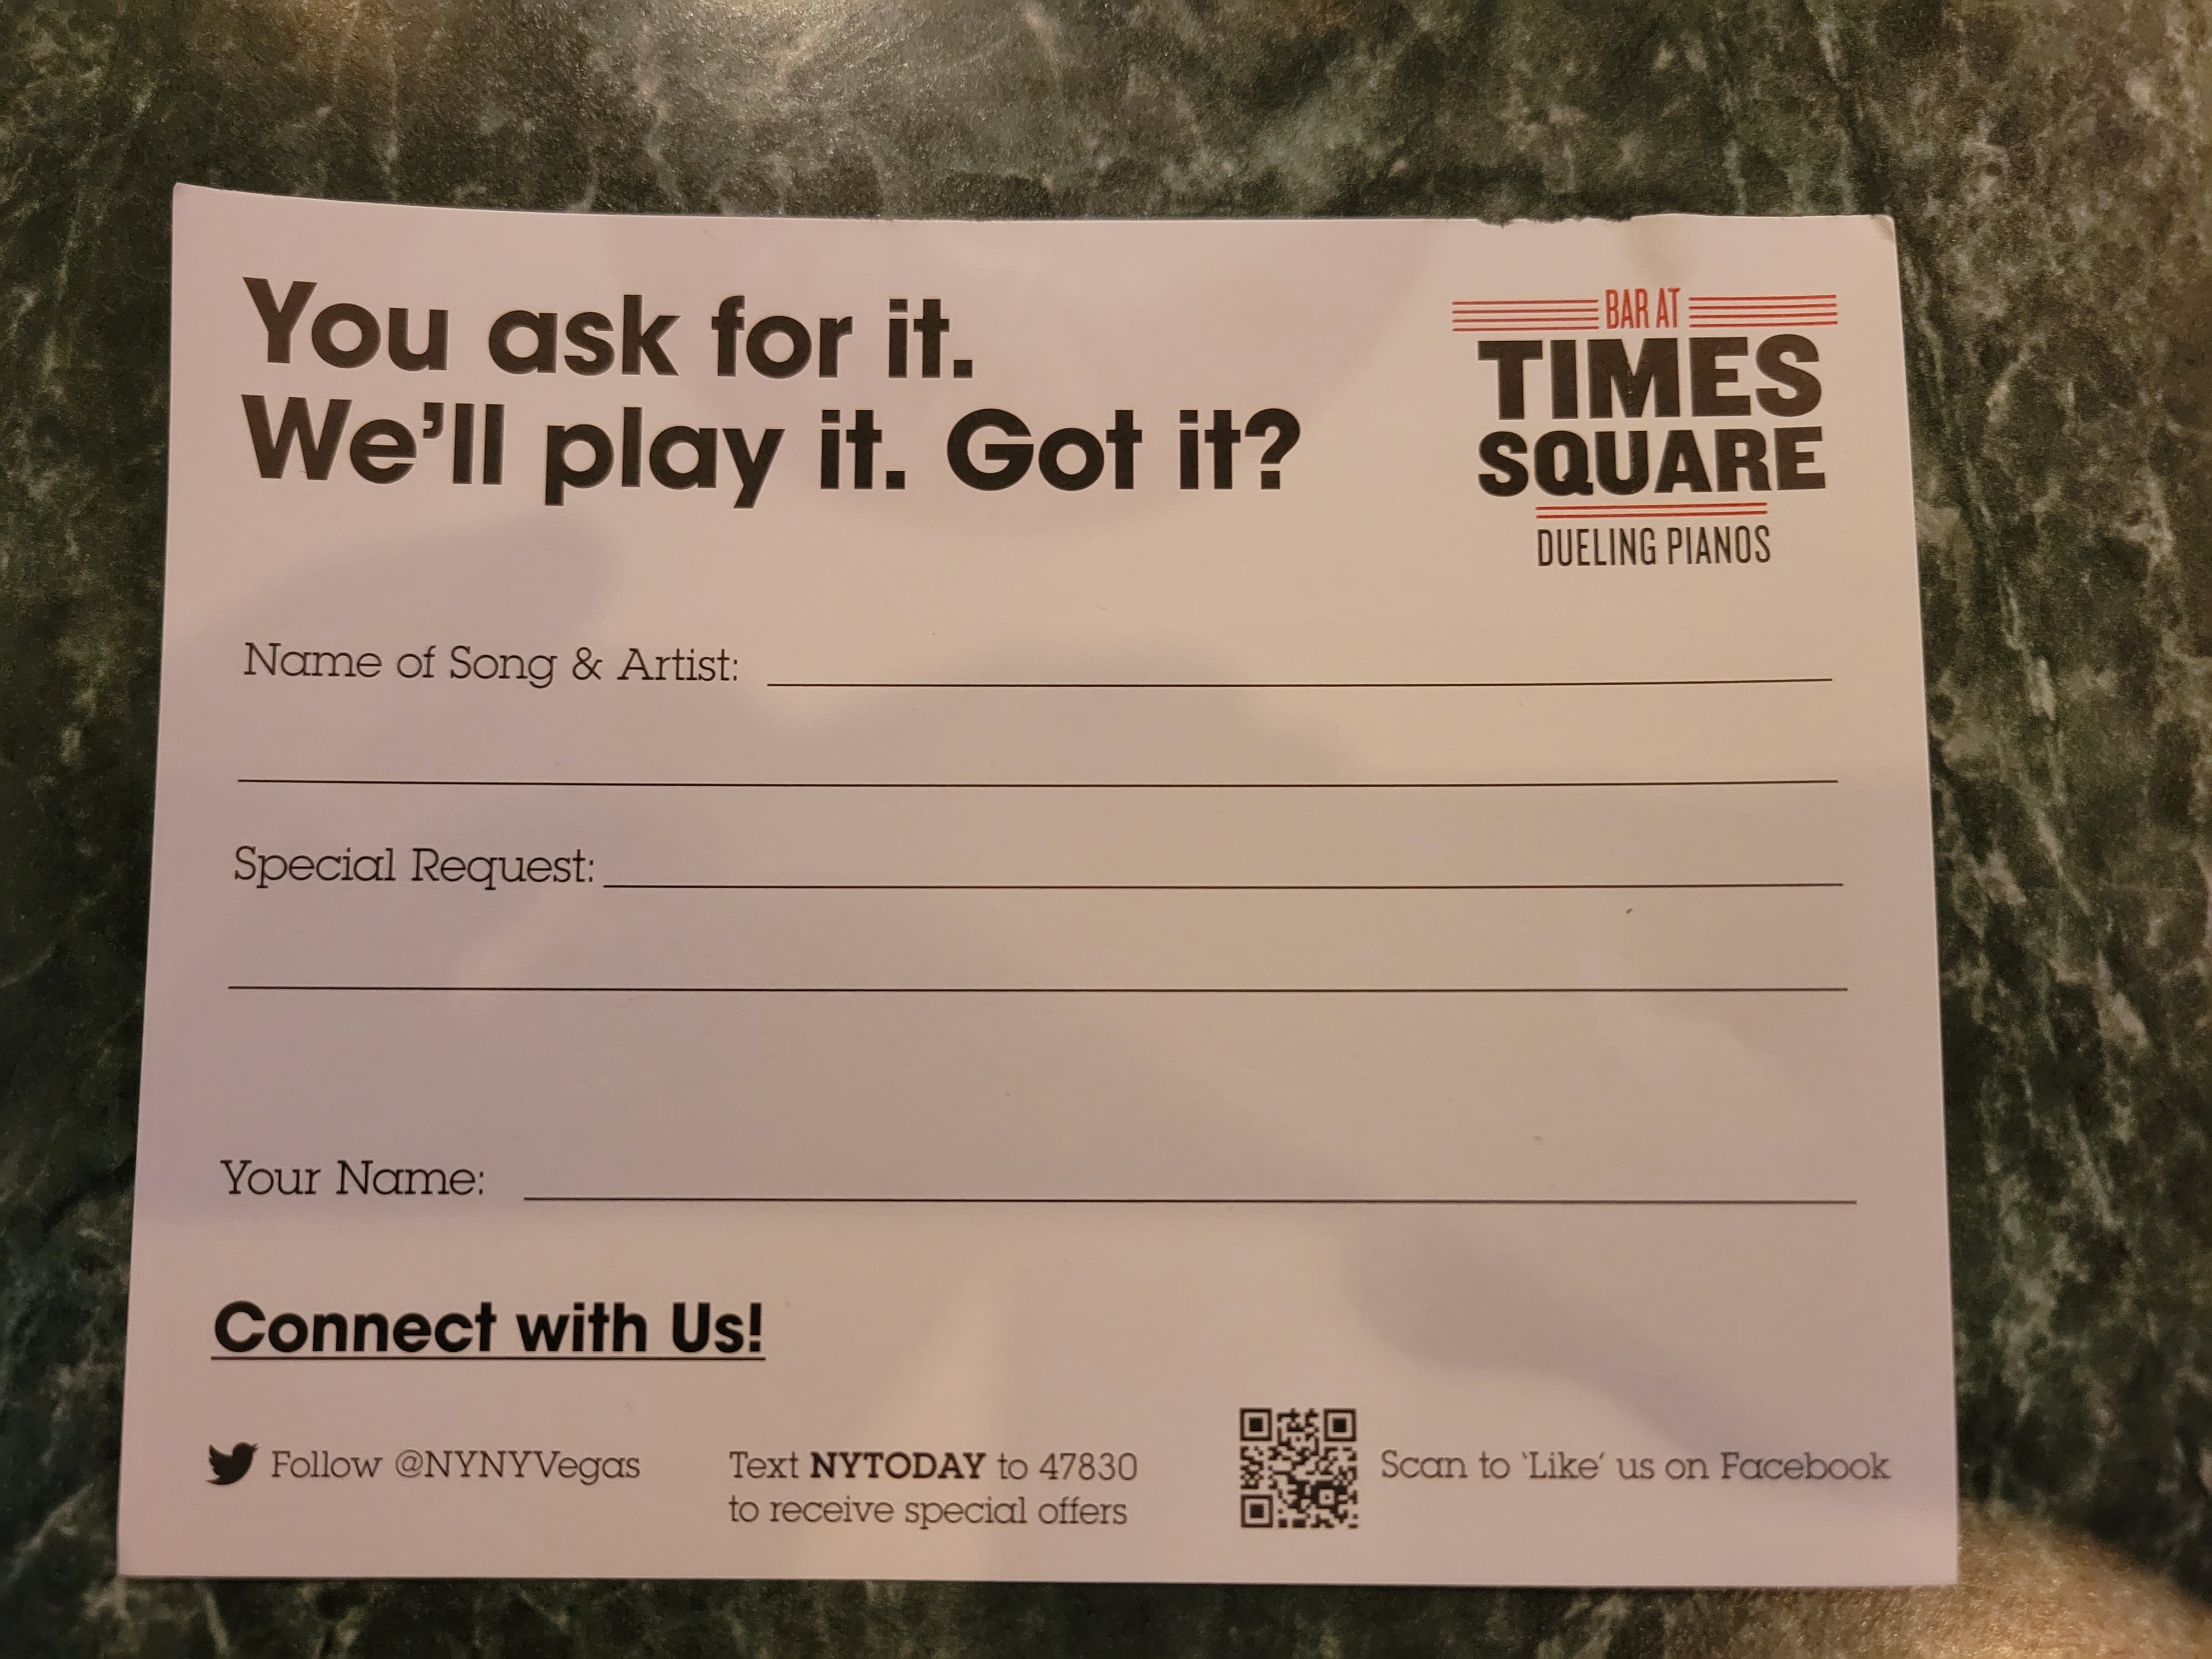 You ask for it.
We'll play it. Got it?
BAR AT
TIMES
SQUARE
DUELING PIANOS
Name of Song & Artist:
Special Request:
Your Name:
Connect with Us!
Follow @NYNYVegas
Text NYTODAY to 47830
to receive special offers
Scan to 'Like' us on Facebook